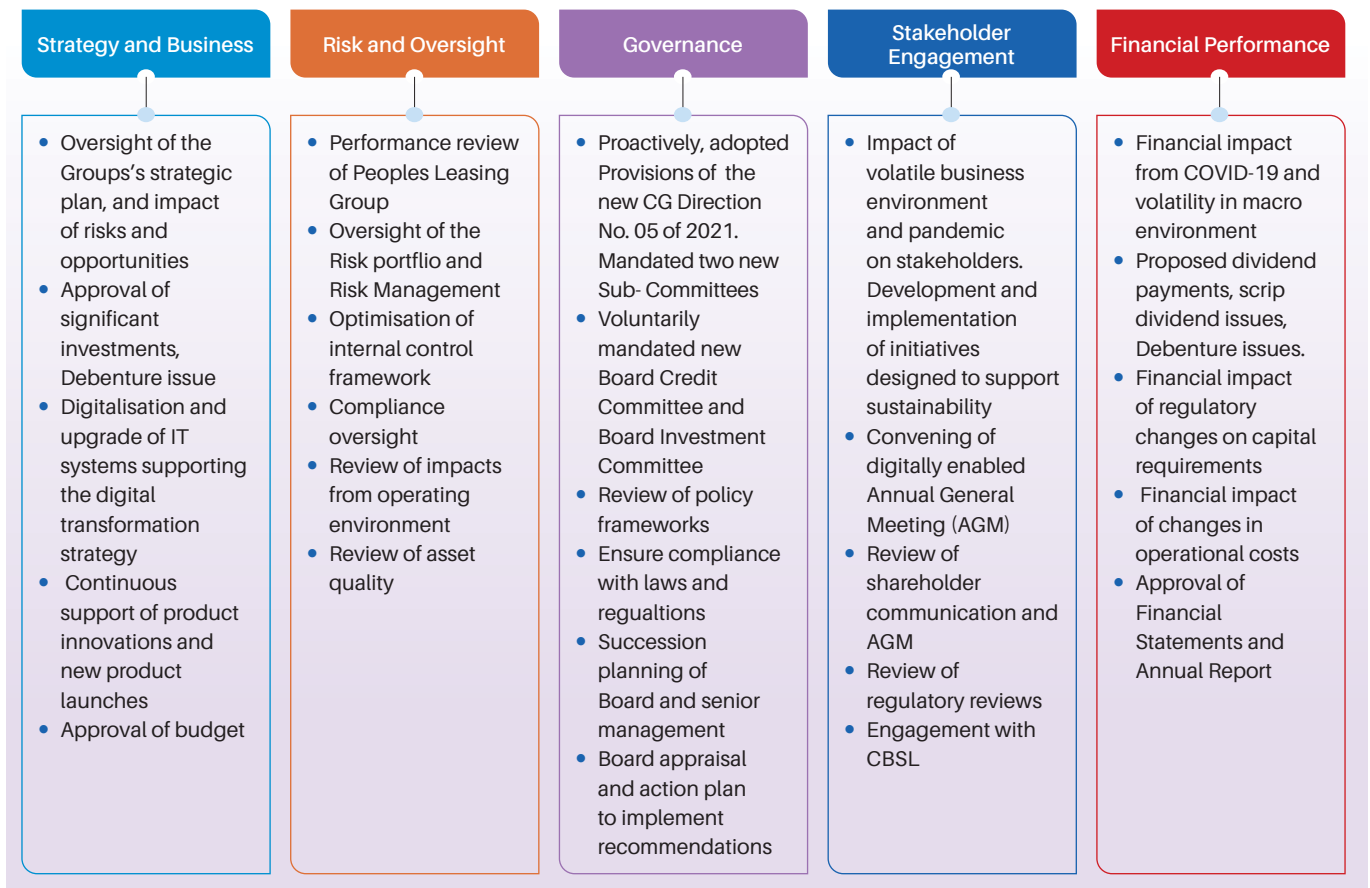 Strategy and Business
• Oversight of the
Groups's strategic
plan, and impact
of risks and
opportunities
• Approval of
significant
investments,
Debenture issue
• Digitalisation and
upgrade of IT
systems supporting
the digital
transformation
strategy
• Continuous
support of product
innovations and
new product
launches
• Approval of budget
Risk and Oversight
• Performance review
of Peoples Leasing
Group
• Oversight of the
Risk portflio and
Risk Management
• Optimisation of
internal control
framework
• Compliance
oversight
• Review of impacts
from operating
environment
• Review of asset
quality
Governance
• Proactively, adopted
Provisions of the
new CG Direction
No. 05 of 2021.
Mandated two new
Sub- Committees
• Voluntarily
mandated new
Board Credit
Committee and
Board Investment
Committee
• Review of policy
frameworks
• Ensure compliance
with laws and
regualtions
• Succession
planning of
Board and senior
management
• Board appraisal
and action plan
to implement
recommendations
Stakeholder
Engagement
• Impact of
volatile business
environment
and pandemic
on stakeholders.
Development and
implementation
of initiatives
designed to support
sustainability
• Convening of
digitally enabled
Annual General
Meeting (AGM)
• Review of
shareholder
communication and
AGM
• Review of
regulatory reviews
• Engagement with
CBSL
Financial Performance
• Financial impact
from COVID-19 and
volatility in macro
environment
• Proposed dividend
payments, scrip
dividend issues,
Debenture issues.
• Financial impact
of regulatory
changes on capital
requirements
• Financial impact
of changes in
operational costs
• Approval of
Financial
Statements and
Annual Report